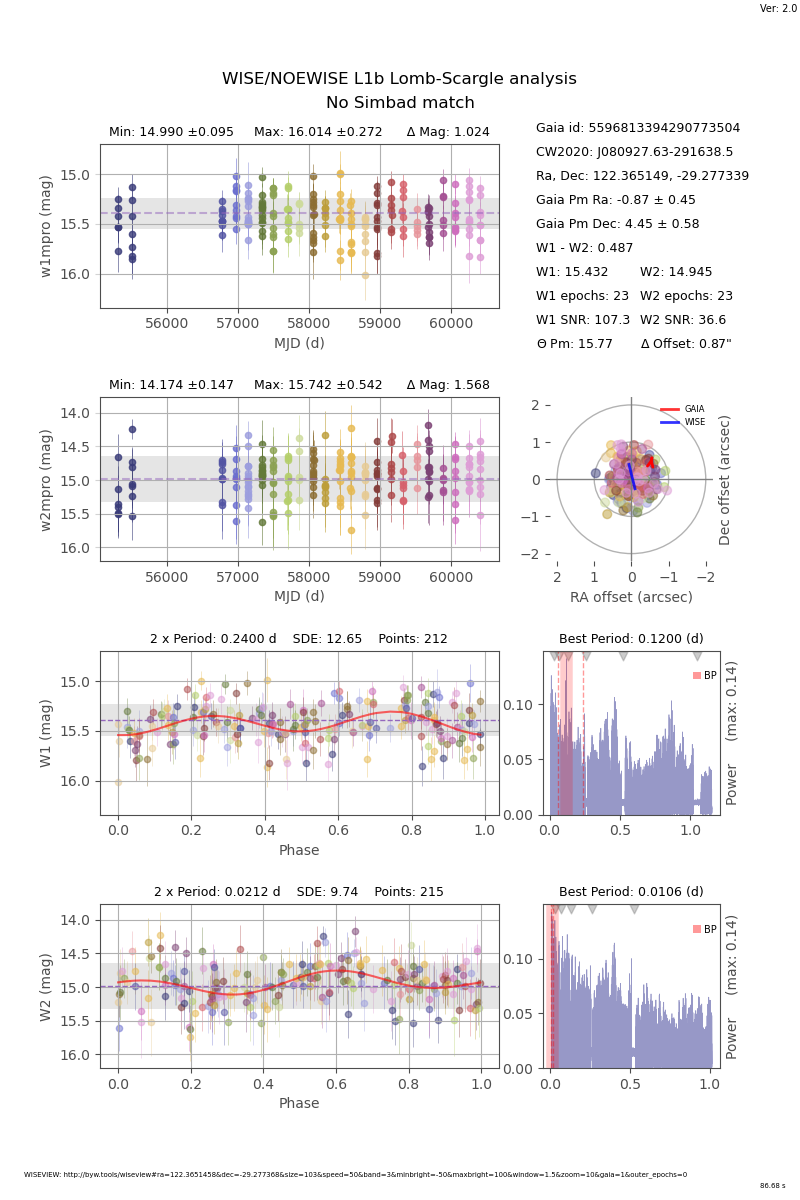 Ver: 2.0
WISE/NOEWISE L1b Lomb-Scargle analysis
No Simbad match
Min: 14.990 ±0.095 Max: 16.014 ±0.272 Δ Mag: 1.024
15.0
15.5
16.0
w1mpro (mag)
56000 57000 58000 59000 60000
MJD (d)
Gaia id: 5596813394290773504
CW2020: J080927.63-291638.5
Ra, Dec: 122.365149, -29.277339
Gaia Pm Ra: -0.87 ± 0.45
Gaia Pm Dec: 4.45 ± 0.58
W1 - W2: 0.487
W1: 15.432 W2: 14.945
W1 epochs: 23 W2 epochs: 23
W1 SNR: 107.3 W2 SNR: 36.6
Θ Pm: 15.77 Δ Offset: 0.87"
Min: 14.174 ±0.147 Max: 15.742 ±0.542 Δ Mag: 1.568
14.0
14.5
15.0
15.5
16.0
w2mpro (mag)
56000 57000 58000 59000 60000
MJD (d)
GAIA
WISE
2
1
0
−1
−2
Dec offset (arcsec)
2 1 0 −1 −2
RA offset (arcsec)
2 x Period: 0.2400 d SDE: 12.65 Points: 212
15.0
15.5
16.0
W1 (mag)
0.0 0.2 0.4 0.6 0.8 1.0
Phase
Best Period: 0.1200 (d)
BP
0.10
0.05
0.00
Power (max: 0.14)
0.0 0.5 1.0
2 x Period: 0.0212 d SDE: 9.74 Points: 215
14.0
14.5
15.0
15.5
16.0
W2 (mag)
0.0 0.2 0.4 0.6 0.8 1.0
Phase
Best Period: 0.0106 (d)
BP
0.10
0.05
0.00
Power (max: 0.14)
0.0 0.5 1.0
WISEVIEW: http://byw.tools/wiseview#ra=122.3651458&dec=-29.277368&size=103&speed=50&band=3&minbright=-50&maxbright=100&window=1.5&zoom=10&gaia=1&outer_epochs=0
86.68 s